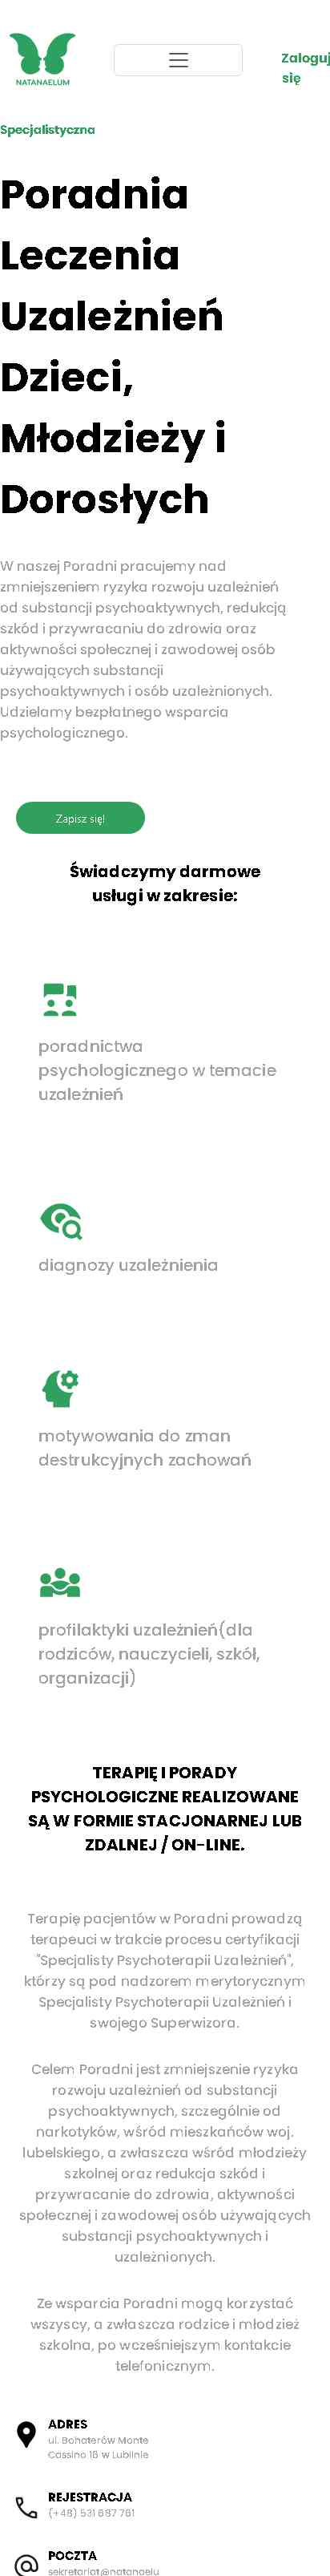 NATANAELUM
Zaloguj
się
Specjalistyczna
Poradnia
Leczenia
Uzależnień
Dzieci,
Młodzieży i
Dorosłych
W naszej Poradni pracujemy nad
zmniejszeniem ryzyka rozwoju uzależnień
od substancji psychoaktywnych, redukcją
szkód i przywracaniu do zdrowia oraz
aktywności społecznej i zawodowej osób
używających substancji
psychoaktywnych i osób uzależnionych.
Udzielamy bezpłatnego wsparcia
psychologicznego.
Zapisz się!
Świadczymy darmowe
usługi w zakresie:
poradnictwa
psychologicznego w temacie
uzależnień
diagnozy uzależnienia
motywowania do zman
destrukcyjnych zachowań
profilaktyki uzależnień(dla
rodziców, nauczycieli, szkół,
organizacji)
TERAPIĘ I PORADY
PSYCHOLOGICZNE REALIZOWANE
SĄ W FORMIE STACJONARNEJ LUB
ZDALNEJ / ON-LINE.
Terapię pacjentów w Poradni prowadzą
terapeuci w trakcie procesu certyfikacji
"Specjalisty Psychoterapii Uzależnień",
którzy są pod nadzorem merytorycznym
Specjalisty Psychoterapii Uzależnień i
swojego Superwizora.
Celem Poradni jest zmniejszenie ryzyka
rozwoju uzależnień od substancji
psychoaktywnych, szczególnie od
narkotyków, wśród mieszkańców woj.
lubelskiego, a zwłaszcza wśród młodzieży
szkolnej oraz redukcja szkód i
przywracanie do zdrowia, aktywności
społecznej i zawodowej osób używających
substancji psychoaktywnych i
uzależnionych.
Ze wsparcia Poradni mogą korzystać
wszyscy, a zwłaszcza rodzice i młodzież
szkolna, po wcześniejszym kontakcie
telefonicznym.
ADRES
ul. Bohaterów Monte
Cassino 16 w Lublinie
REJESTRACJA
(+48) 531 687 761
POCZTA
sekretariat@natanaelu